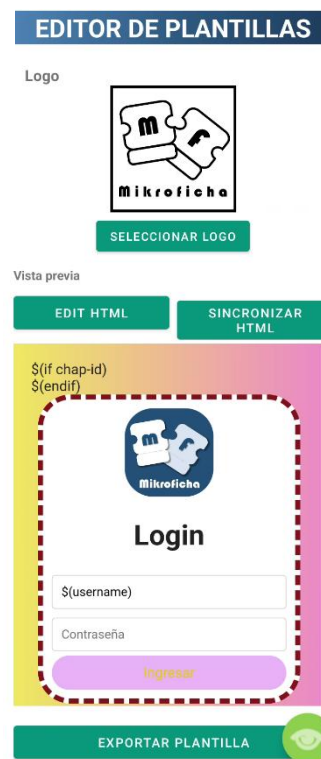 EDITOR DE PLANTILLAS
Logo
m f
Mikroficha
SELECCIONAR LOGO
Vista previa
EDIT HTML
SINCRONIZAR
HTML
$(if chap-id)
$(endif)
m f
Mikroficha
Login
$(username)
Contraseña
Ingresar
EXPORTAR PLANTILLA